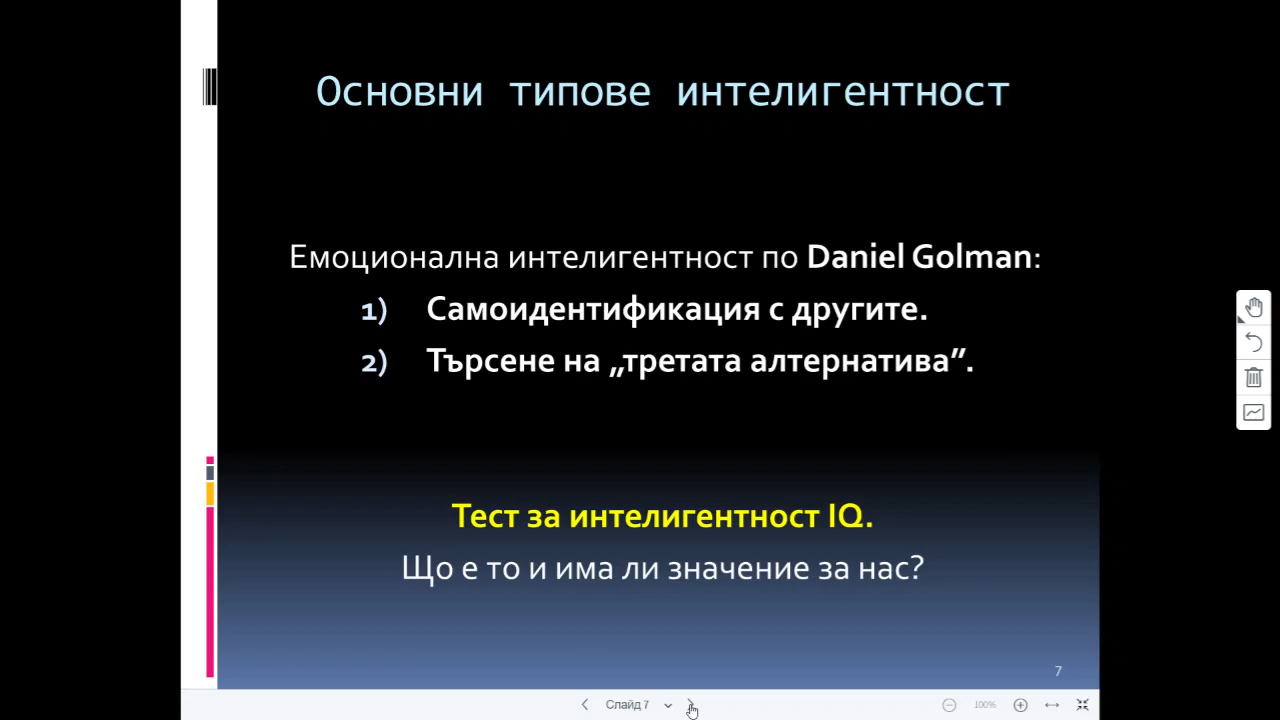 Основни типове интелигентност
Емоционална интелигентност по Daniel Golman:
1) Самоидентификация с другите.
2) Търсене на „третата алтернатива”.
Тест за интелигентност IQ.
Що е то и има ли значение за нас?
7
Слайд 7
100%